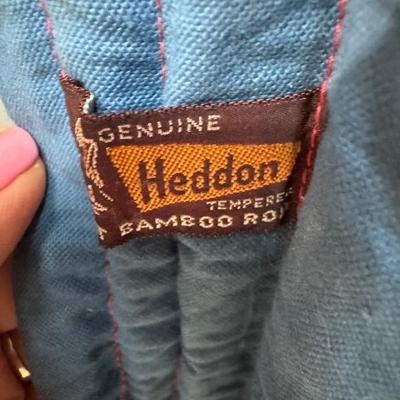 GENUINE
Heddon
TEMPERED
BAMBOO ROD